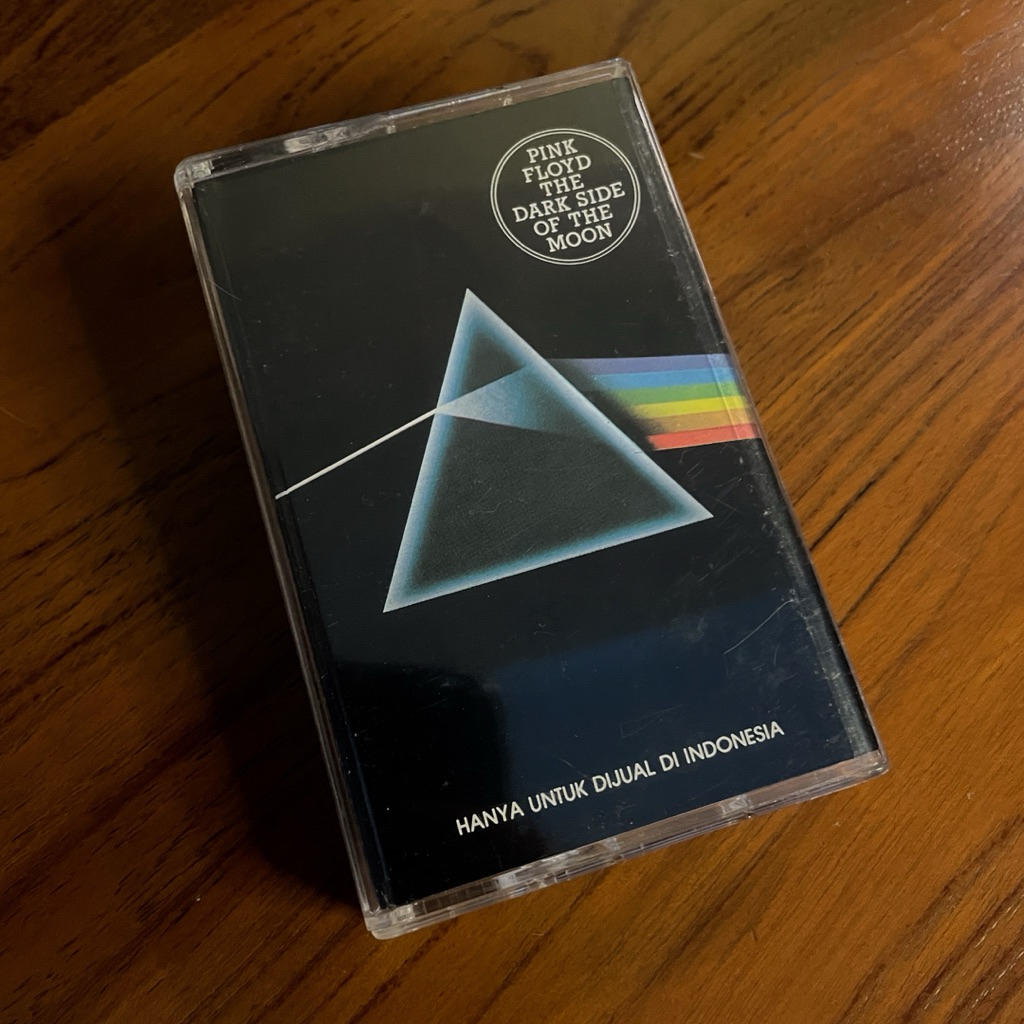 PINK
FLOYD
THE
DARK SIDE
OF THE
MOON
HANYA UNTUK DIJUAL DI INDONESIA